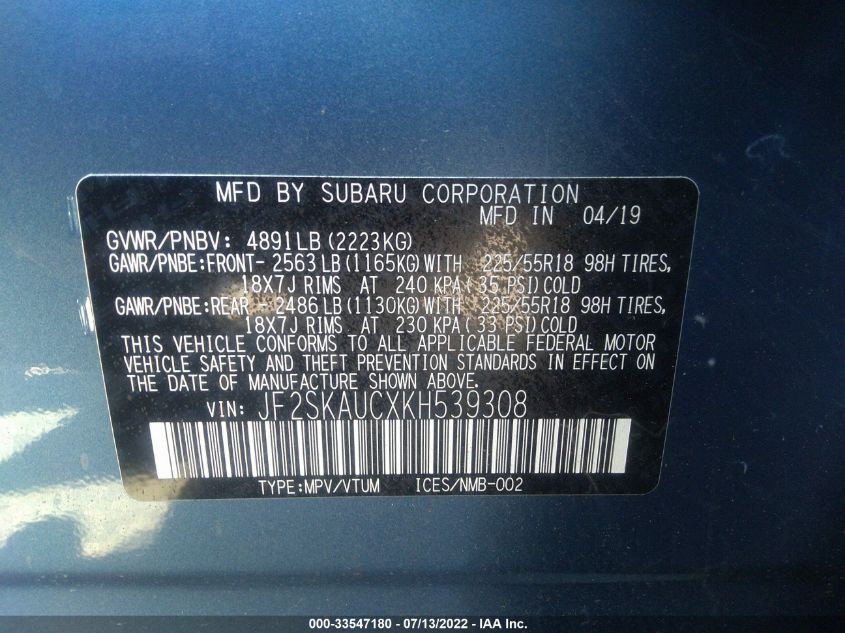 MFD BY SUBARU CORPORATION
MFD IN 04/19
GVWR/PNBV: 4891LB (2223KG)
GAWR/PNBE:FRONT- 2563 LB (1165KG) WITH 225/55R18 98H TIRES,
18X7J RIMS AT 240 KPA ( 35 PSI) COLD
GAWR/PNBE:REAR - 2486 LB (1130KG) WITH 225/55R18 98H TIRES,
18X7J RIMS AT 230 KPA ( 33 PSI) COLD
THIS VEHICLE CONFORMS TO ALL APPLICABLE FEDERAL MOTOR
VEHICLE SAFETY AND THEFT PREVENTION STANDARDS IN EFFECT ON
THE DATE OF MANUFACTURE SHOWN ABOVE.
VIN: JF2SKAUCXKH539308
TYPE:MPV/VTUM ICES/NMB-002
000-33547180 - 07/13/2022 - IAA Inc.